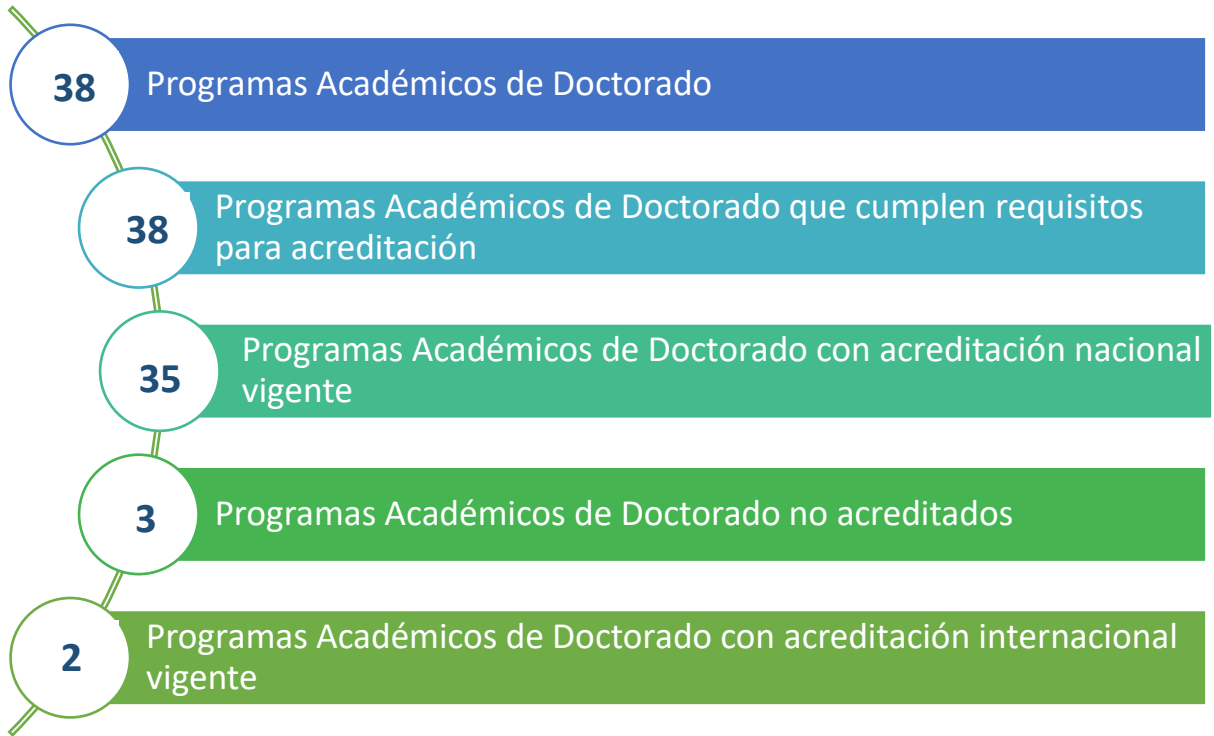 38
Programas Académicos de Doctorado
38
Programas Académicos de Doctorado que cumplen requisitos
para acreditación
35
Programas Académicos de Doctorado con acreditación nacional
vigente
3
Programas Académicos de Doctorado no acreditados
2
Programas Académicos de Doctorado con acreditación internacional
vigente